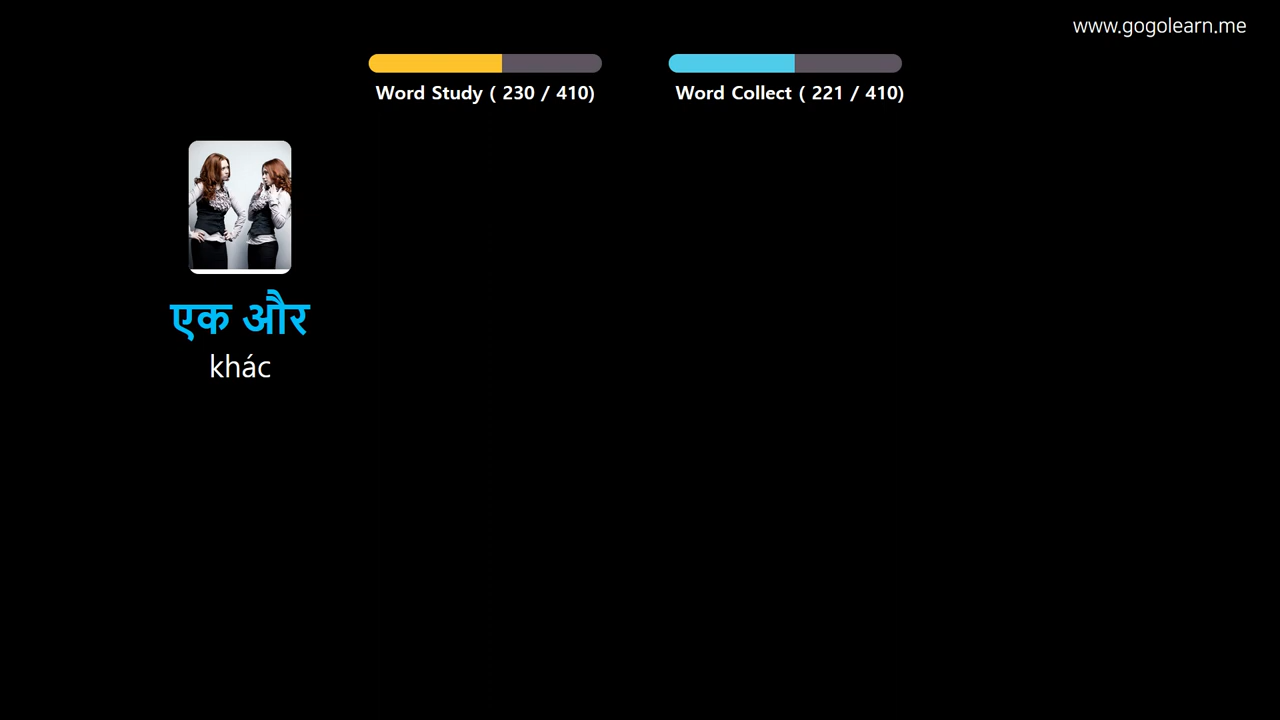 www.gogolearn.me
Word Study ( 230 / 410)
Word Collect ( 221 / 410)
एक और
khác